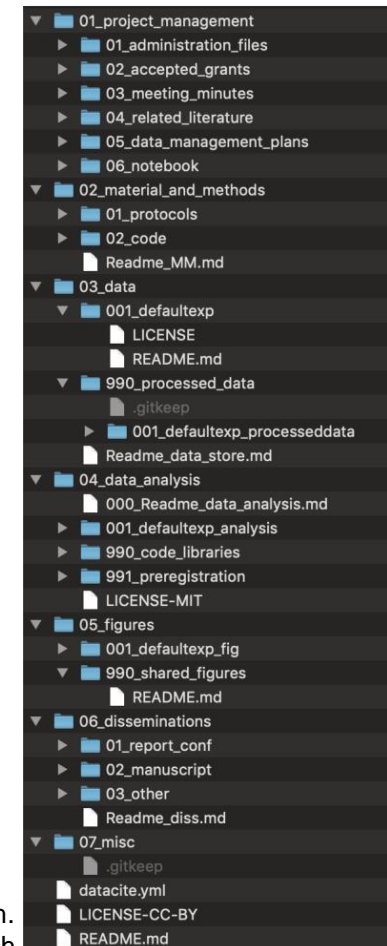 01_project_management
01_administration_files
02_accepted_grants
03_meeting_minutes
04_related_literature
05_data_management_plans
06_notebook
02_material_and_methods
01_protocols
02_code
Readme_MM.md
03_data
001_defaultexp
LICENSE
README.md
990_processed_data
.gitkeep
001_defaultexp_processeddata
Readme_data_store.md
04_data_analysis
000_Readme_data_analysis.md
001_defaultexp_analysis
990_code_libraries
991_preregistration
LICENSE-MIT
05_figures
001_defaultexp_fig
990_shared_figures
README.md
06_disseminations
01_report_conf
02_manuscript
03_other
Readme_diss.md
07_misc
.gitkeep
datacite.yml
LICENSE-CC-BY
README.md